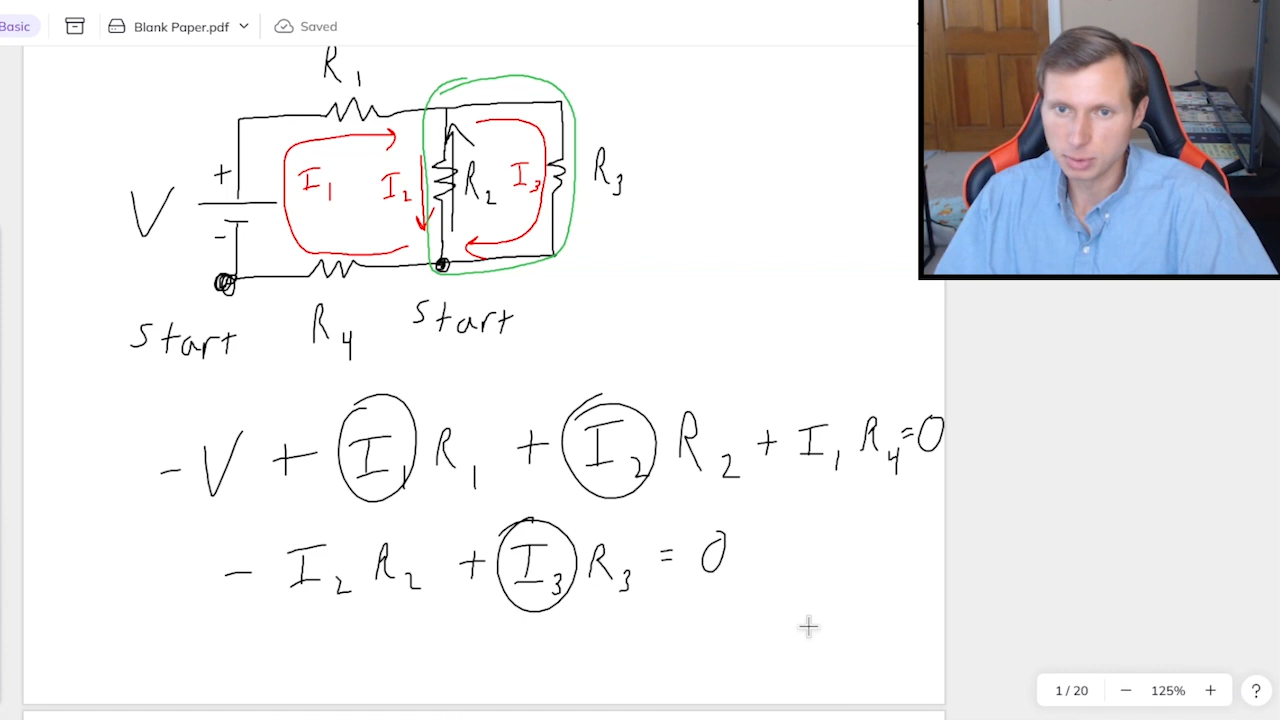 Basic Blank Paper.pdf Saved
R1
+ I1 I2 R2 I3 R3
V
-
start R4 start
-V + I1 R1 + I2 R2 + I1 R4 = 0
- I2 R2 + I3 R3 = 0
1 / 20 − 125% + ?